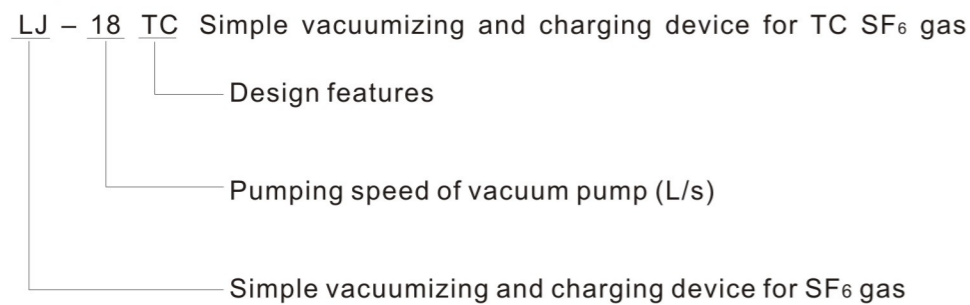 LJ – 18 TC Simple vacuumizing and charging device for TC SF₆ gas
Design features
Pumping speed of vacuum pump (L/s)
Simple vacuumizing and charging device for SF₆ gas